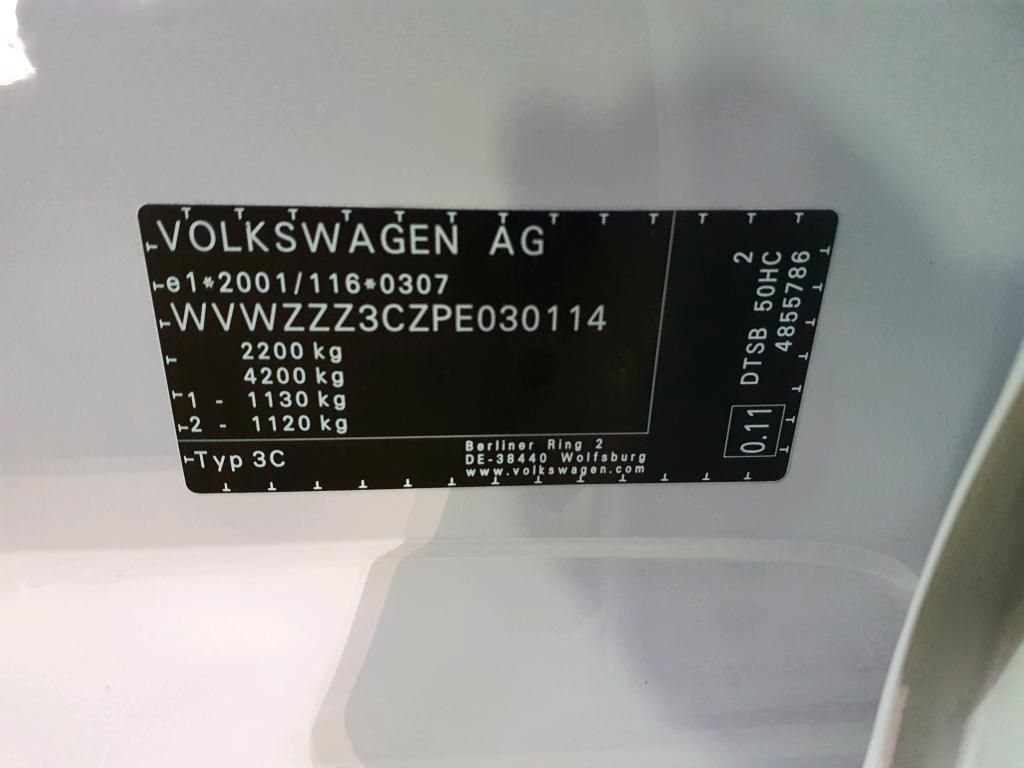 VOLKSWAGEN AG
e1*2001/116*0307
WVWZZZ3CZPE030114
2200 kg
4200 kg
1 - 1130 kg
2 - 1120 kg
Typ 3C
Berliner Ring 2
DE-38440 Wolfsburg
www.volkswagen.com
0.11 DTSB 50HC 2
4855786